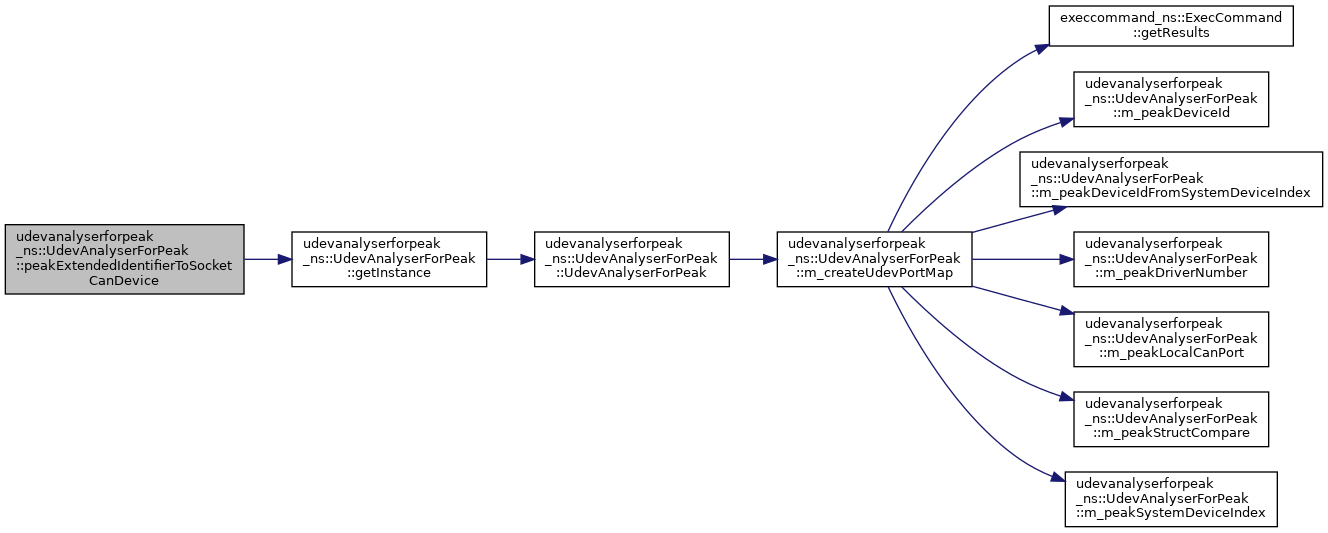 udevanalyserforpeak
_ns::UdevAnalyserForPeak
::peakExtendedIdentifierToSocket
CanDevice
udevanalyserforpeak
_ns::UdevAnalyserForPeak
::getInstance
udevanalyserforpeak
_ns::UdevAnalyserForPeak
::UdevAnalyserForPeak
udevanalyserforpeak
_ns::UdevAnalyserForPeak
::m_createUdevPortMap
execcommand_ns::ExecCommand
::getResults
udevanalyserforpeak
_ns::UdevAnalyserForPeak
::m_peakDeviceId
udevanalyserforpeak
_ns::UdevAnalyserForPeak
::m_peakDeviceIdFromSystemDeviceIndex
udevanalyserforpeak
_ns::UdevAnalyserForPeak
::m_peakDriverNumber
udevanalyserforpeak
_ns::UdevAnalyserForPeak
::m_peakLocalCanPort
udevanalyserforpeak
_ns::UdevAnalyserForPeak
::m_peakStructCompare
udevanalyserforpeak
_ns::UdevAnalyserForPeak
::m_peakSystemDeviceIndex